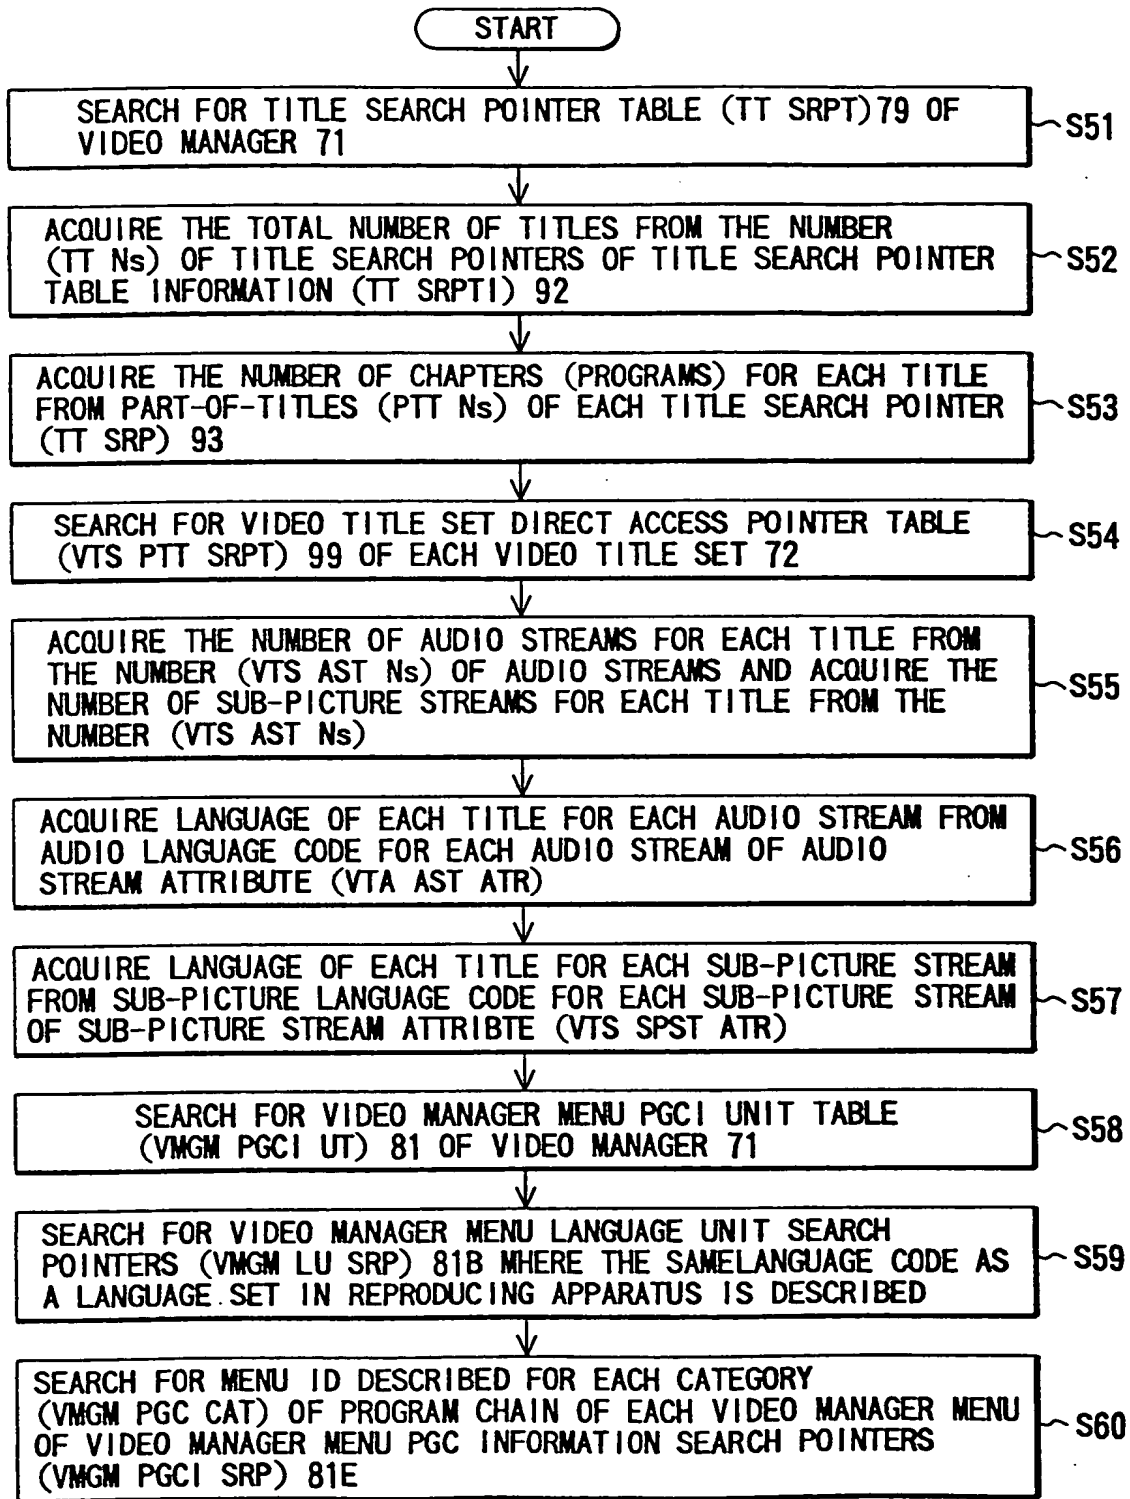 START
SEARCH FOR TITLE SEARCH POINTER TABLE (TT SRPT)79 OF
VIDEO MANAGER 71
S51
ACQUIRE THE TOTAL NUMBER OF TITLES FROM THE NUMBER
(TT Ns) OF TITLE SEARCH POINTERS OF TITLE SEARCH POINTER
TABLE INFORMATION (TT SRPTI) 92
S52
ACQUIRE THE NUMBER OF CHAPTERS (PROGRAMS) FOR EACH TITLE
FROM PART-OF-TITLES (PTT Ns) OF EACH TITLE SEARCH POINTER
(TT SRP) 93
S53
SEARCH FOR VIDEO TITLE SET DIRECT ACCESS POINTER TABLE
(VTS PTT SRPT) 99 OF EACH VIDEO TITLE SET 72
S54
ACQUIRE THE NUMBER OF AUDIO STREAMS FOR EACH TITLE FROM
THE NUMBER (VTS AST Ns) OF AUDIO STREAMS AND ACQUIRE THE
NUMBER OF SUB-PICTURE STREAMS FOR EACH TITLE FROM THE
NUMBER (VTS AST Ns)
S55
ACQUIRE LANGUAGE OF EACH TITLE FOR EACH AUDIO STREAM FROM
AUDIO LANGUAGE CODE FOR EACH AUDIO STREAM OF AUDIO
STREAM ATTRIBUTE (VTA AST ATR)
S56
ACQUIRE LANGUAGE OF EACH TITLE FOR EACH SUB-PICTURE STREAM
FROM SUB-PICTURE LANGUAGE CODE FOR EACH SUB-PICTURE STREAM
OF SUB-PICTURE STREAM ATTRIBTE (VTS SPST ATR)
S57
SEARCH FOR VIDEO MANAGER MENU PGCI UNIT TABLE
(VMGM PGCI UT) 81 OF VIDEO MANAGER 71
S58
SEARCH FOR VIDEO MANAGER MENU LANGUAGE UNIT SEARCH
POINTERS (VMGM LU SRP) 81B WHERE THE SAMELANGUAGE CODE AS
A LANGUAGE SET IN REPRODUCING APPARATUS IS DESCRIBED
S59
SEARCH FOR MENU ID DESCRIBED FOR EACH CATEGORY
(VMGM PGC CAT) OF PROGRAM CHAIN OF EACH VIDEO MANAGER MENU
OF VIDEO MANAGER MENU PGC INFORMATION SEARCH POINTERS
(VMGM PGCI SRP) 81E
S60